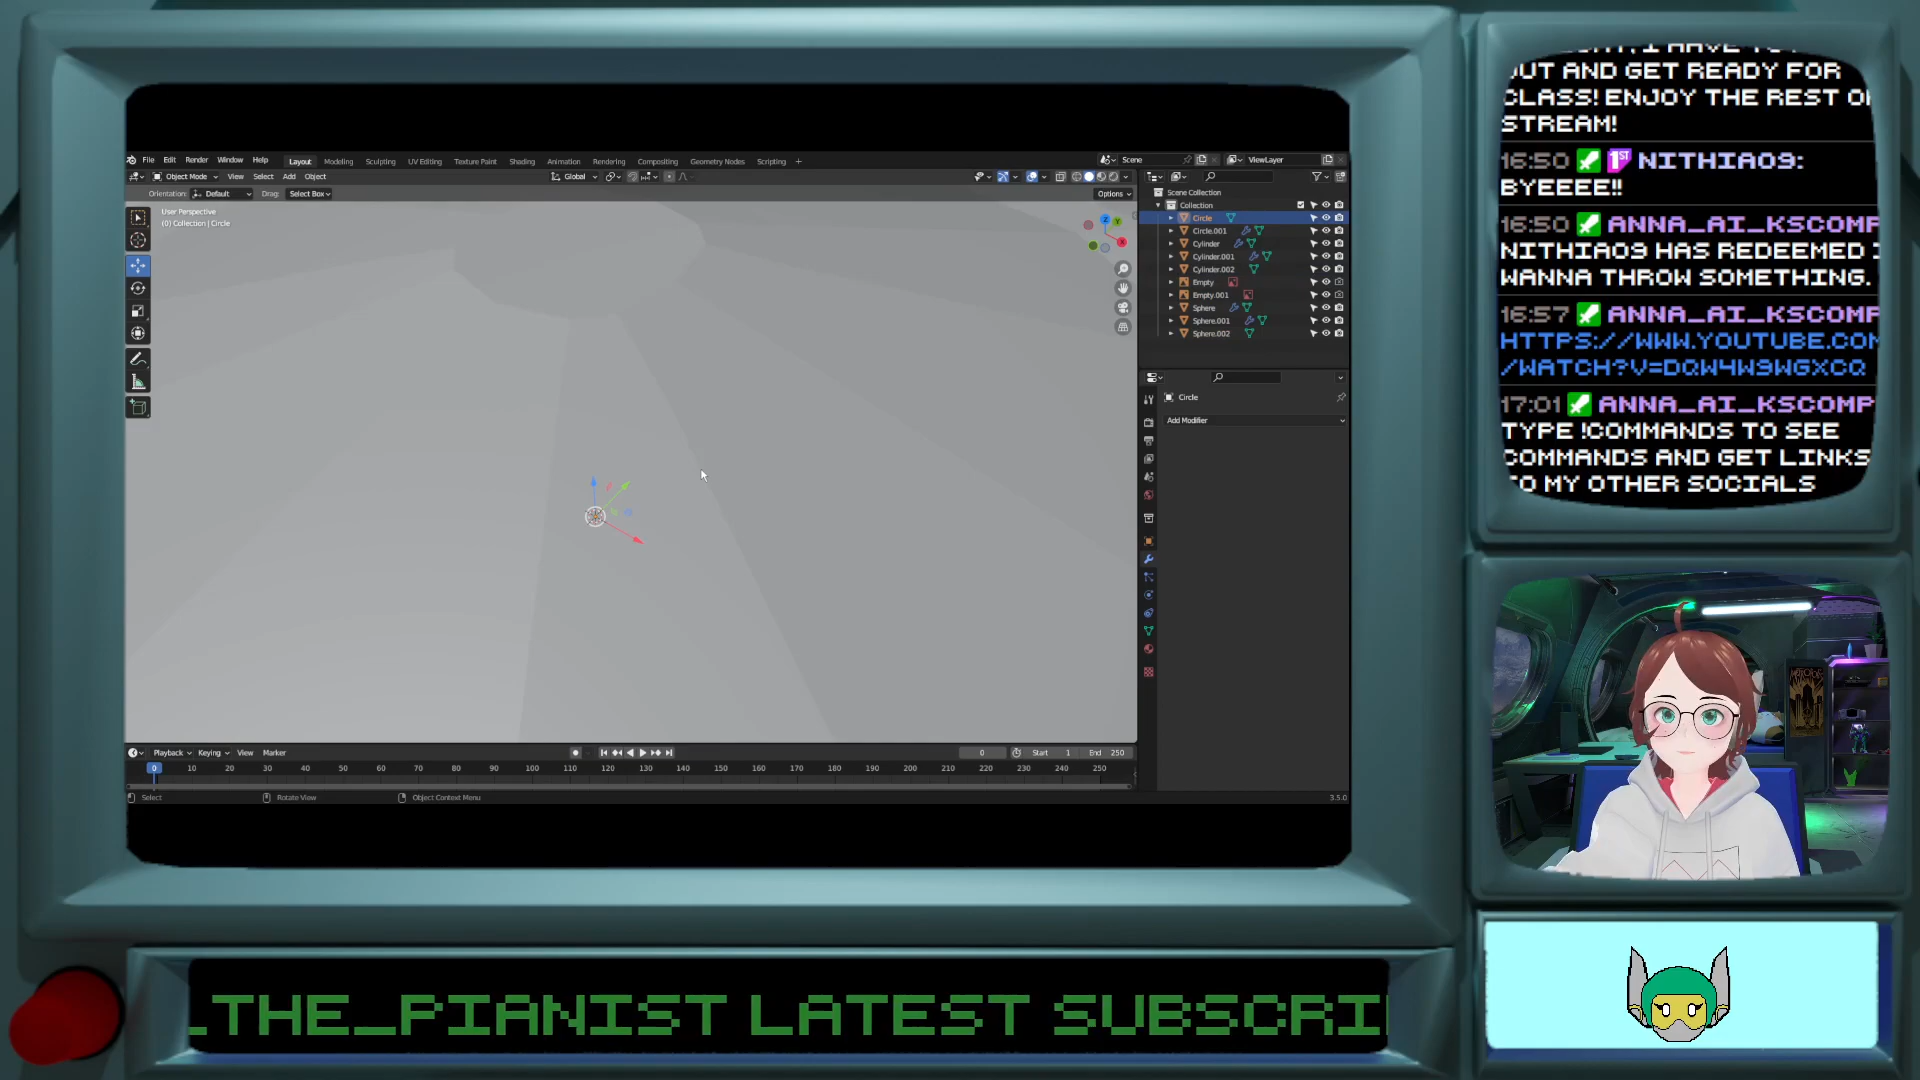 File Edit Render Window Help Layout Modeling Sculpting UV Editing Texture Paint Shading Animation Rendering Compositing Geometry Nodes Scripting + Scene ViewLayer
Object Mode View Select Add Object Global
Orientation: Default Drag: Select Box Options
User Perspective
(0) Collection | Circle
Scene Collection
Collection
Circle
Circle.001
Cylinder
Cylinder.001
Cylinder.002
Empty
Empty.001
Sphere
Sphere.001
Sphere.002
Circle
Add Modifier
Playback Keying View Marker 0 Start 1 End 250
0 10 20 30 40 50 60 70 80 90 100 110 120 130 140 150 160 170 180 190 200 210 220 230 240 250
Select Rotate View Object Context Menu 3.5.0
OUT AND GET READY FOR
CLASS! ENJOY THE REST OF
STREAM!
16:50 1ST NITHIA09:
BYEEEE!!
16:50 ANNA_AI_KSCOMP
NITHIA09 HAS REDEEMED I
WANNA THROW SOMETHING.
16:57 ANNA_AI_KSCOMP
HTTPS://WWW.YOUTUBE.COM
/WATCH?V=DQW4W9WGXCQ
17:01 ANNA_AI_KSCOMP
TYPE !COMMANDS TO SEE
COMMANDS AND GET LINKS
TO MY OTHER SOCIALS
_THE_PIANIST LATEST SUBSCRI